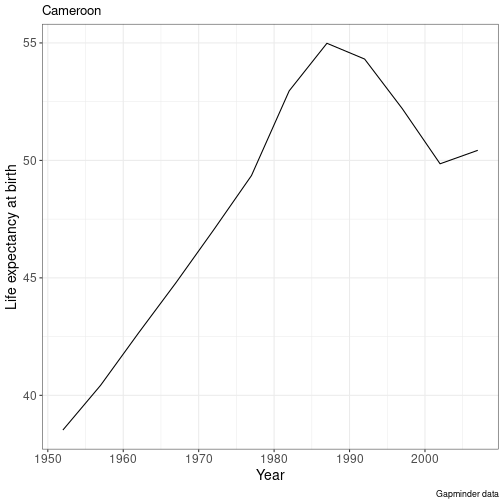 Cameroon
55
50
45
40
Life expectancy at birth
1950 1960 1970 1980 1990 2000
Year
Gapminder data